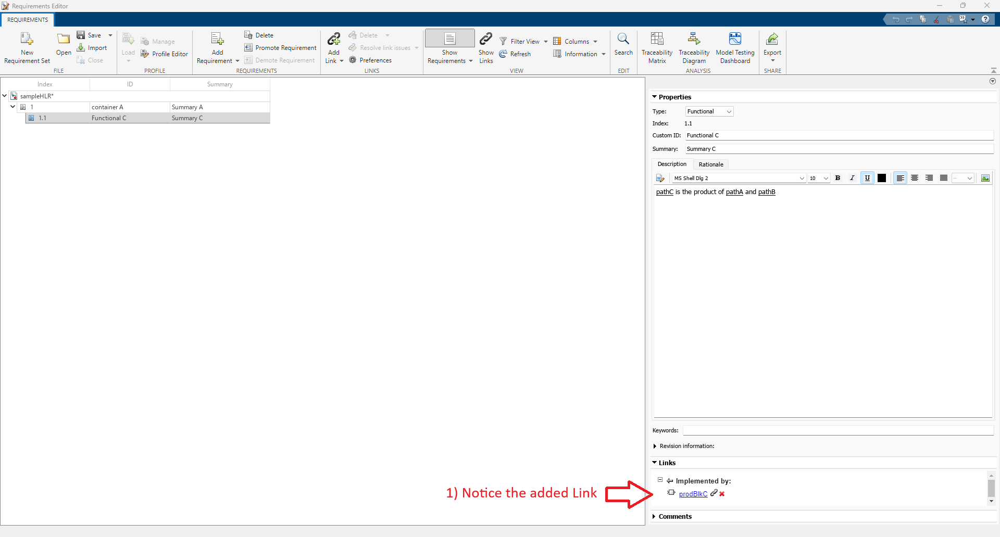 Requirements Editor
REQUIREMENTS
New
Requirement Set
Open
Save
Import
Close
FILE
Load
Manage
Profile Editor
PROFILE
Add
Requirement
Delete
Promote Requirement
Demote Requirement
REQUIREMENTS
Add
Link
Delete
Resolve link issues
Preferences
LINKS
Show
Requirements
Show
Links
Filter View
Refresh
Columns
Information
VIEW
Search
EDIT
Traceability
Matrix
Traceability
Diagram
Model Testing
Dashboard
ANALYSIS
Export
SHARE
Index ID Summary
sampleHLR*
1 container A Summary A
1.1 Functional C Summary C
Properties
Type: Functional
Index: 1.1
Custom ID: Functional C
Summary: Summary C
Description Rationale
MS Shell Dlg 2 10 B I U
pathC is the product of pathA and pathB
Keywords:
Revision information:
Links
Implemented by:
prodBlkC
1) Notice the added Link
Comments